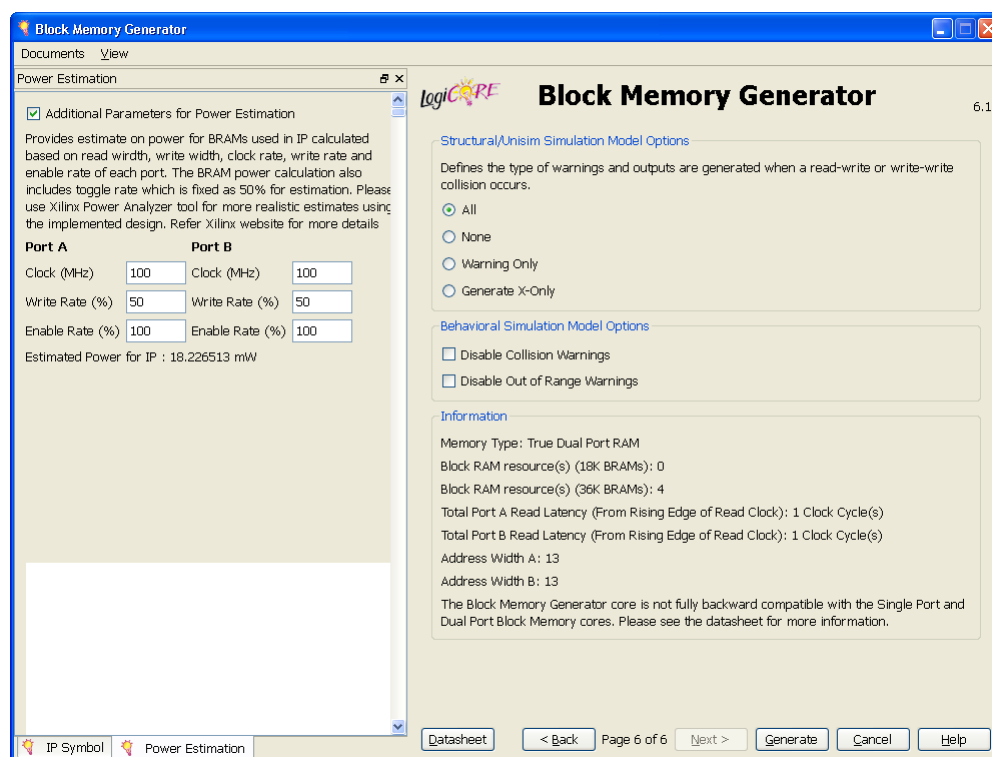 Block Memory Generator
Documents View
Power Estimation
Additional Parameters for Power Estimation
Provides estimate on power for BRAMs used in IP calculated
based on read wirdth, write width, clock rate, write rate and
enable rate of each port. The BRAM power calculation also
includes toggle rate which is fixed as 50% for estimation. Please
use Xilinx Power Analyzer tool for more realistic estimates using
the implemented design. Refer Xilinx website for more details
Port A Port B
Clock (MHz) 100 Clock (MHz) 100
Write Rate (%) 50 Write Rate (%) 50
Enable Rate (%) 100 Enable Rate (%) 100
Estimated Power for IP : 18.226513 mW
IP Symbol Power Estimation
logiCORE Block Memory Generator 6.1
Structural/Unisim Simulation Model Options
Defines the type of warnings and outputs are generated when a read-write or write-write
collision occurs.
All
None
Warning Only
Generate X-Only
Behavioral Simulation Model Options
Disable Collision Warnings
Disable Out of Range Warnings
Information
Memory Type: True Dual Port RAM
Block RAM resource(s) (18K BRAMs): 0
Block RAM resource(s) (36K BRAMs): 4
Total Port A Read Latency (From Rising Edge of Read Clock): 1 Clock Cycle(s)
Total Port B Read Latency (From Rising Edge of Read Clock): 1 Clock Cycle(s)
Address Width A: 13
Address Width B: 13
The Block Memory Generator core is not fully backward compatible with the Single Port and
Dual Port Block Memory cores. Please see the datasheet for more information.
Datasheet < Back Page 6 of 6 Next > Generate Cancel Help